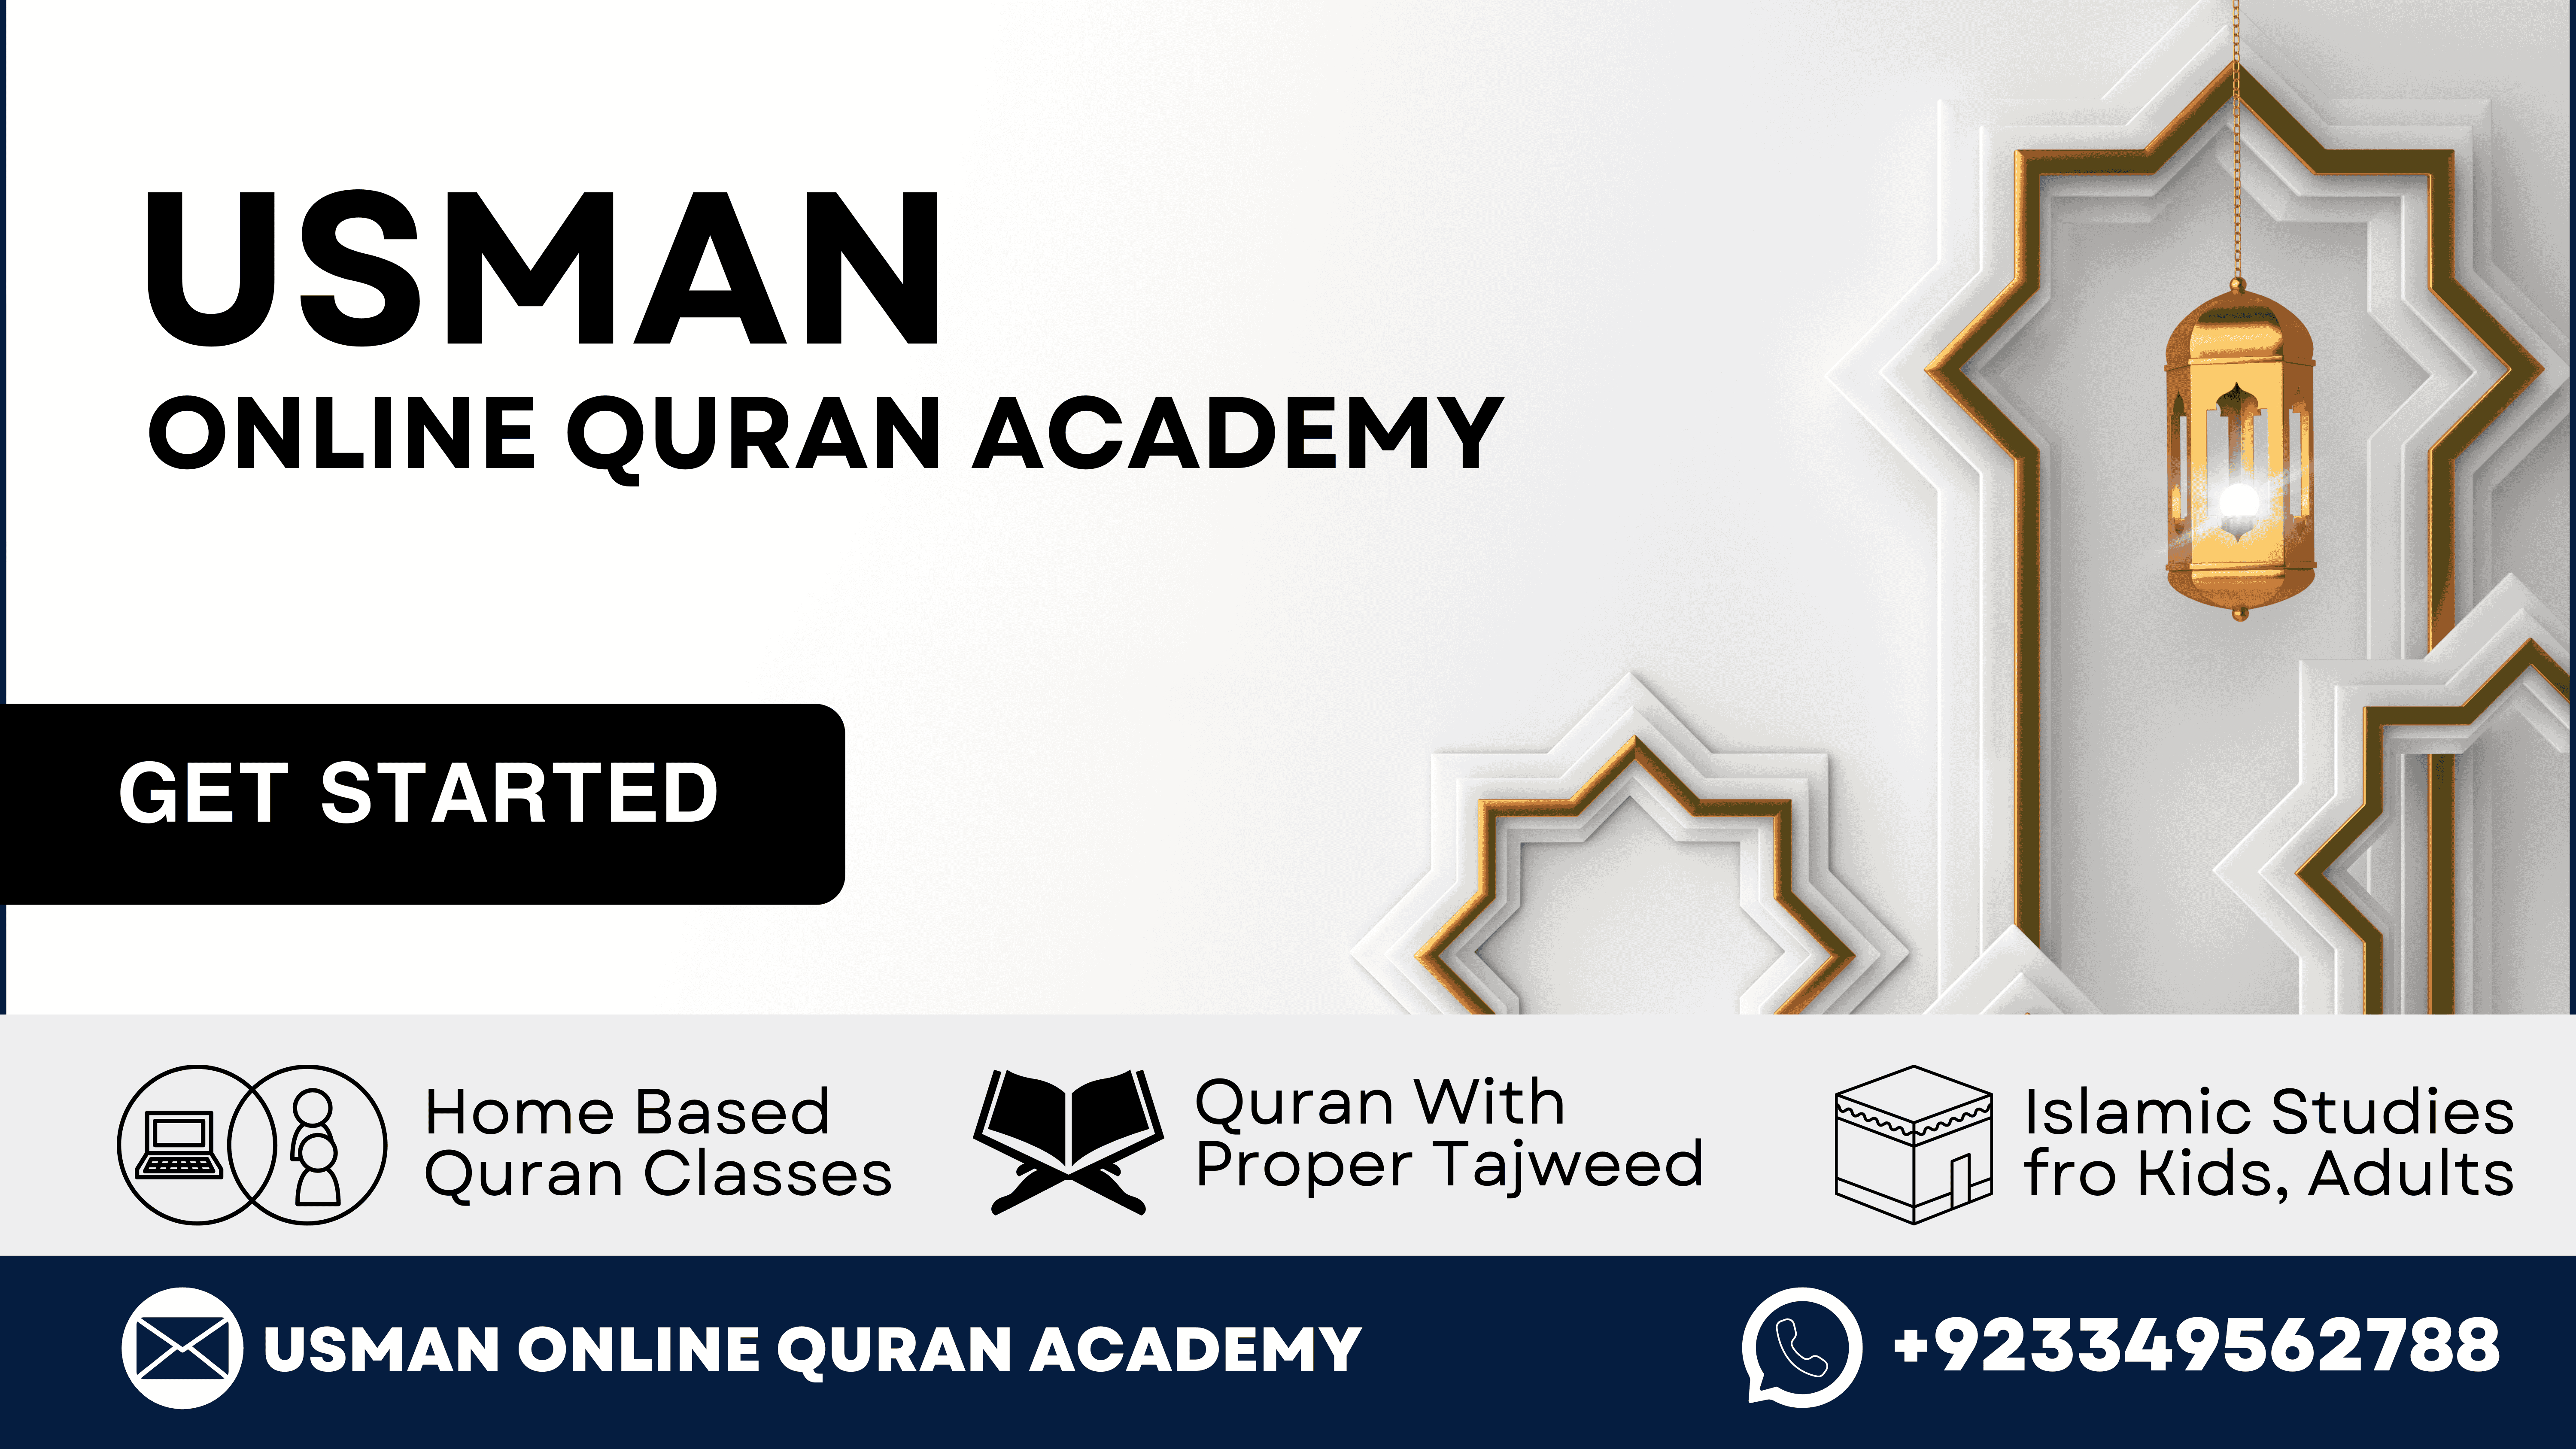 USMAN
ONLINE QURAN ACADEMY
GET STARTED
Home Based
Quran Classes
Quran With
Proper Tajweed
Islamic Studies
fro Kids, Adults
USMAN ONLINE QURAN ACADEMY
+923349562788